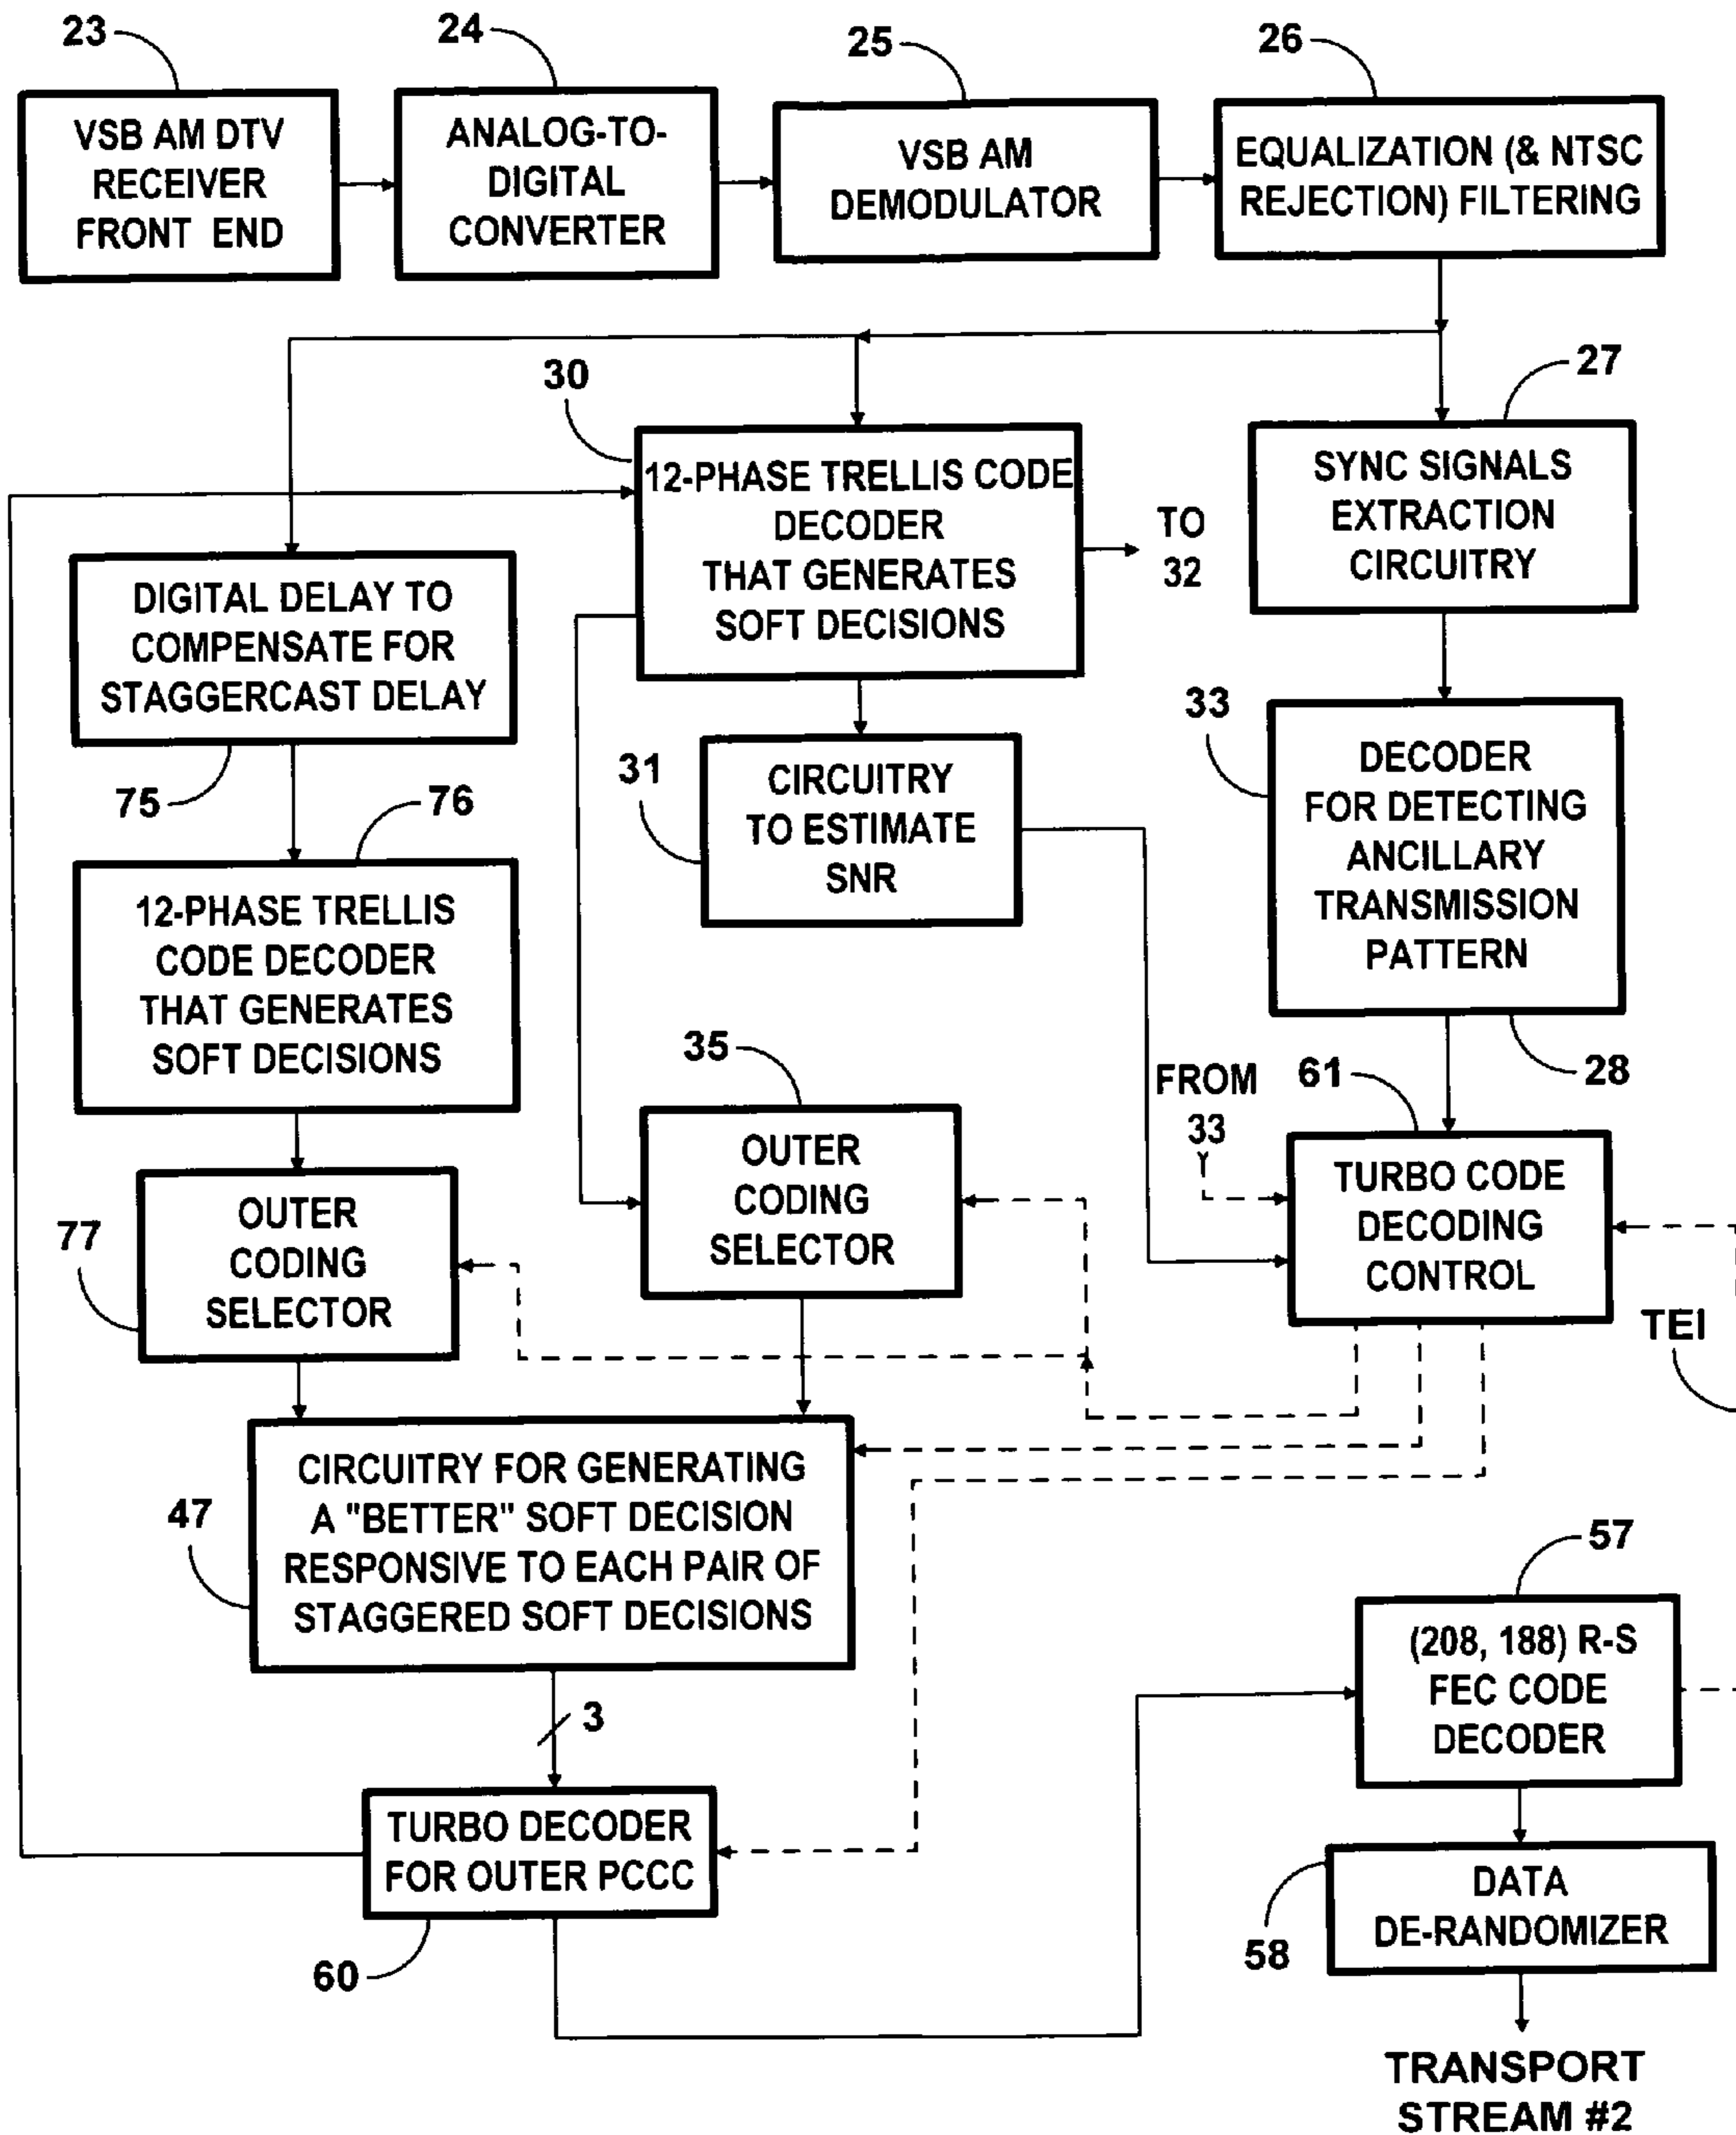 23
24
25
26
VSB AM DTV
RECEIVER
FRONT END
ANALOG-TO-
DIGITAL
CONVERTER
VSB AM
DEMODULATOR
EQUALIZATION (& NTSC
REJECTION) FILTERING
30
27
12-PHASE TRELLIS CODE
DECODER
THAT GENERATES
SOFT DECISIONS
TO
32
SYNC SIGNALS
EXTRACTION
CIRCUITRY
DIGITAL DELAY TO
COMPENSATE FOR
STAGGERCAST DELAY
75
76
31
CIRCUITRY
TO ESTIMATE
SNR
33
DECODER
FOR DETECTING
ANCILLARY
TRANSMISSION
PATTERN
28
12-PHASE TRELLIS
CODE DECODER
THAT GENERATES
SOFT DECISIONS
35
FROM
33
61
OUTER
CODING
SELECTOR
77
OUTER
CODING
SELECTOR
TURBO CODE
DECODING
CONTROL
TEI
47
CIRCUITRY FOR GENERATING
A "BETTER" SOFT DECISION
RESPONSIVE TO EACH PAIR OF
STAGGERED SOFT DECISIONS
57
(208, 188) R-S
FEC CODE
DECODER
3
TURBO DECODER
FOR OUTER PCCC
60
58
DATA
DE-RANDOMIZER
TRANSPORT
STREAM #2